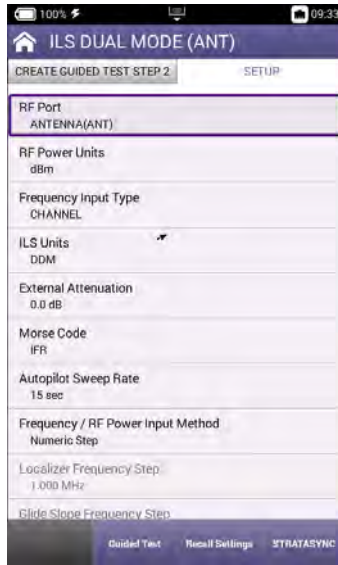 100% 09:33
ILS DUAL MODE (ANT)
CREATE GUIDED TEST STEP 2 SETUP
RF Port
ANTENNA(ANT)
RF Power Units
dBm
Frequency Input Type
CHANNEL
ILS Units
DDM
External Attenuation
0.0 dB
Morse Code
IFR
Autopilot Sweep Rate
15 sec
Frequency / RF Power Input Method
Numeric Step
Localizer Frequency Step
1.000 MHz
Glide Slope Frequency Step
Guided Test Recall Settings STRATASYNC